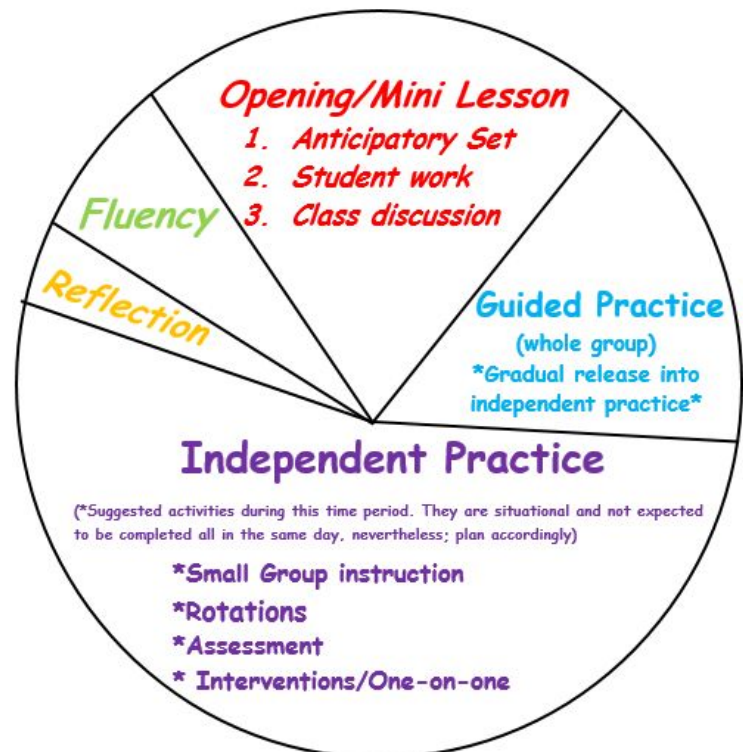 Opening/Mini Lesson
1. Anticipatory Set
2. Student work
3. Class discussion
Fluency
Reflection
Guided Practice
(whole group)
*Gradual release into
independent practice*
Independent Practice
(*Suggested activities during this time period. They are situational and not expected
to be completed all in the same day, nevertheless; plan accordingly)
*Small Group instruction
*Rotations
*Assessment
* Interventions/One-on-one